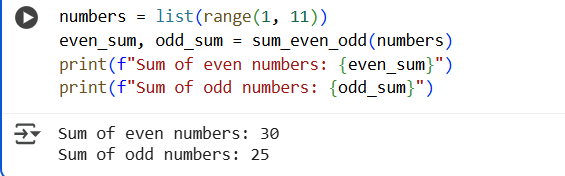 numbers = list(range(1, 11))
even_sum, odd_sum = sum_even_odd(numbers)
print(f"Sum of even numbers: {even_sum}")
print(f"Sum of odd numbers: {odd_sum}")
Sum of even numbers: 30
Sum of odd numbers: 25